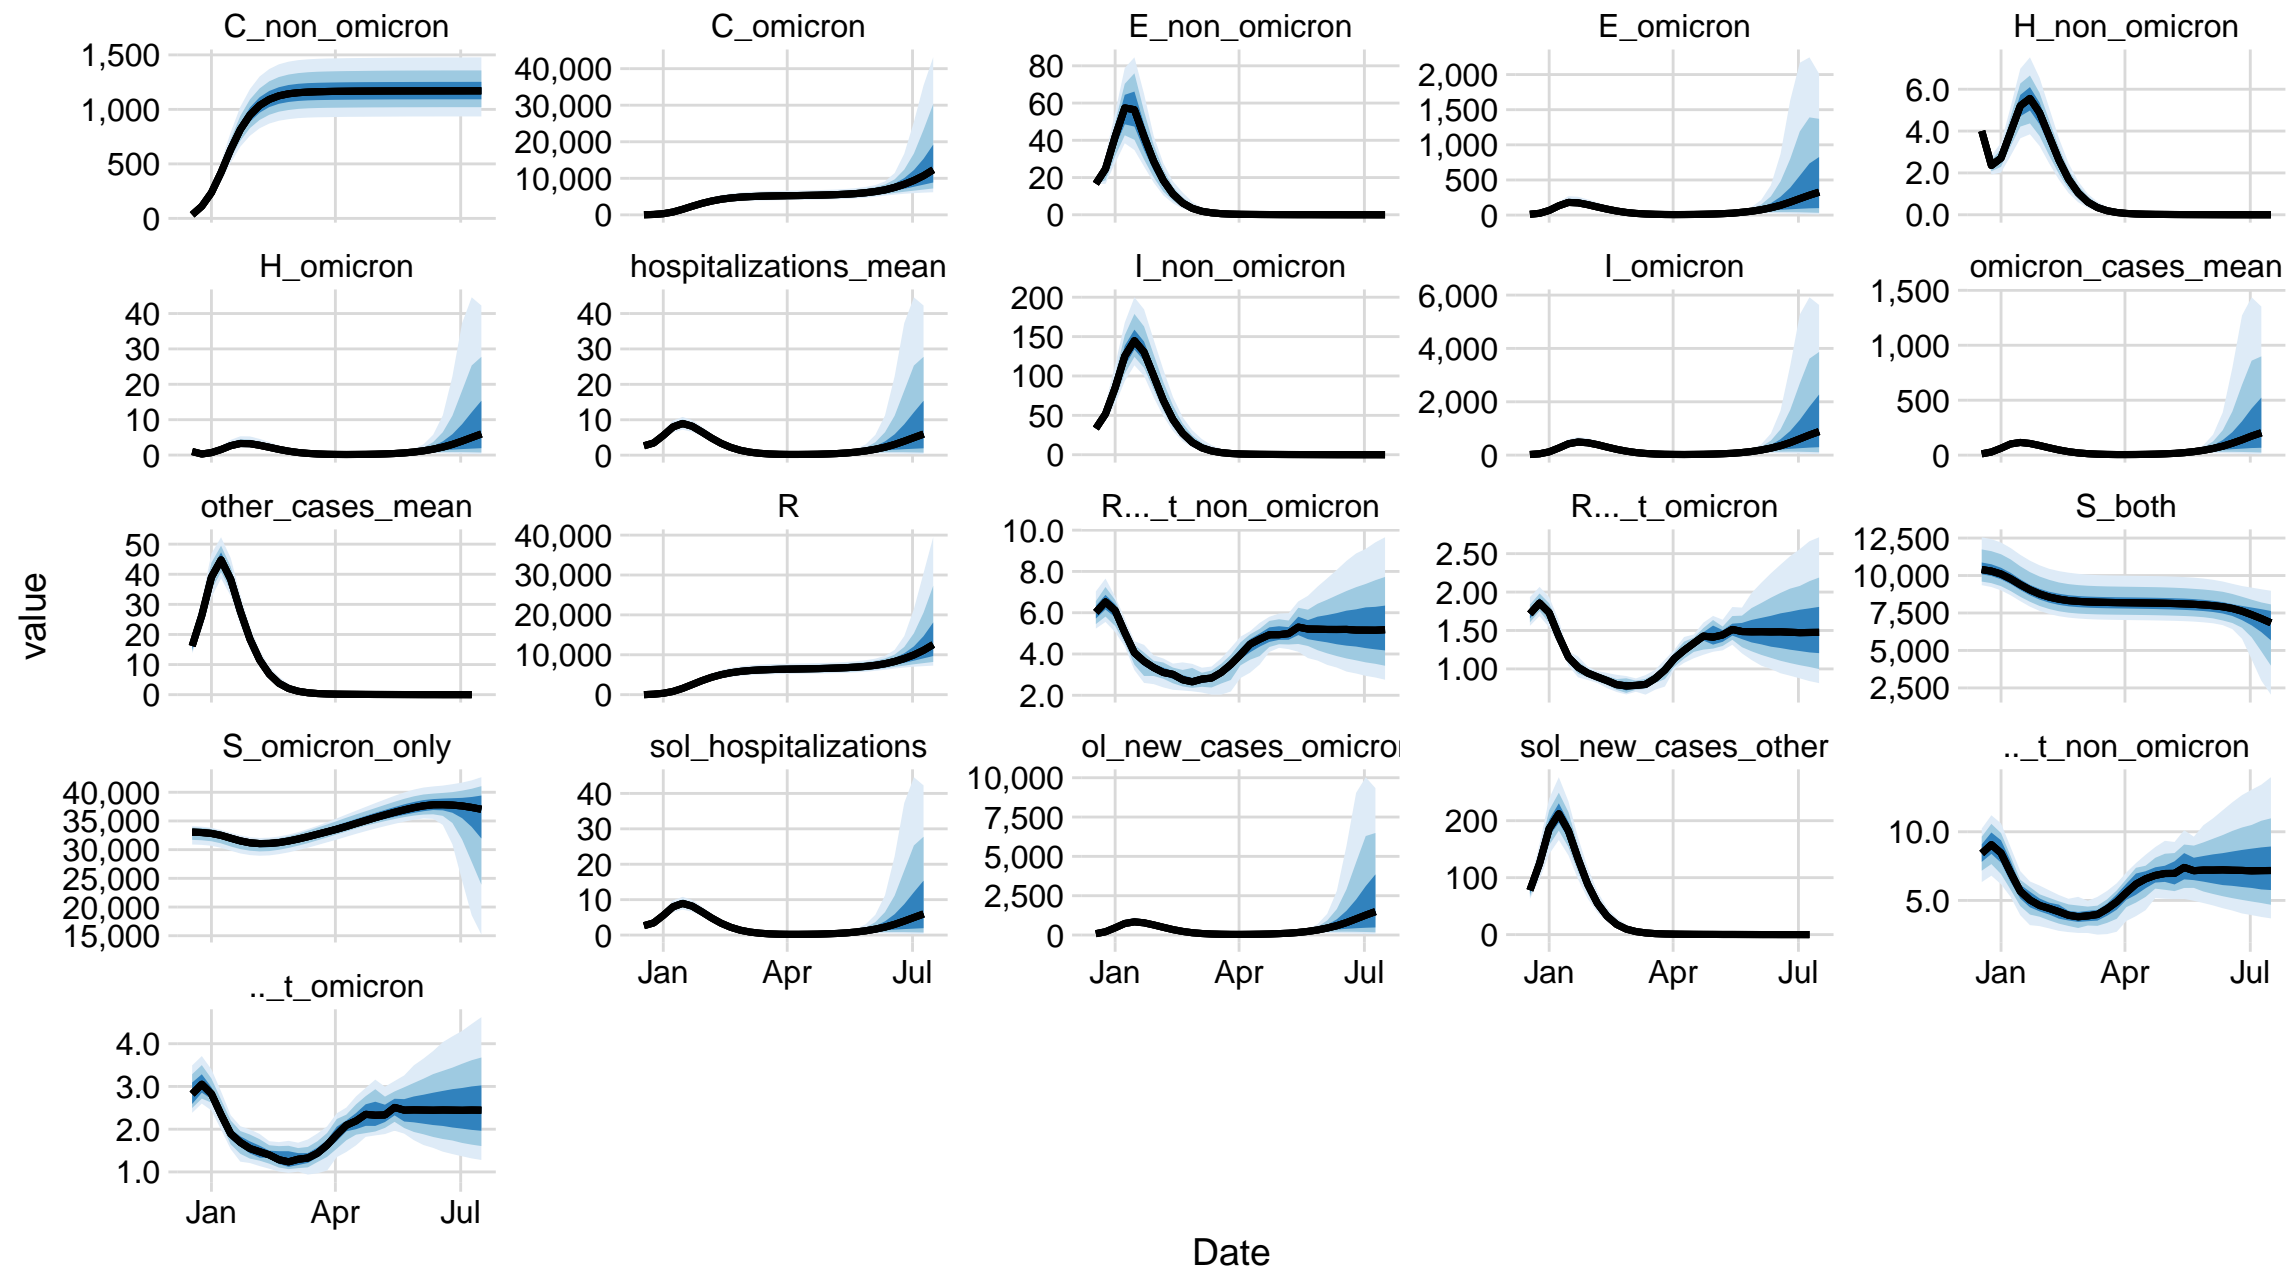 C_non_omicron C_omicron E_non_omicron E_omicron H_non_omicron
1,500 1,000 500 0
40,000 30,000 20,000 10,000 0
80 60 40 20 0
2,000 1,500 1,000 500 0
6.0 4.0 2.0 0.0
H_omicron hospitalizations_mean I_non_omicron I_omicron omicron_cases_mean
40 30 20 10 0
40 30 20 10 0
200 150 100 50 0
6,000 4,000 2,000 0
1,500 1,000 500 0
other_cases_mean R R..._t_non_omicron R..._t_omicron S_both
50 40 30 20 10 0
40,000 30,000 20,000 10,000 0
10.0 8.0 6.0 4.0 2.0
2.50 2.00 1.50 1.00
12,500 10,000 7,500 5,000 2,500
value
S_omicron_only sol_hospitalizations ol_new_cases_omicro sol_new_cases_other .._t_non_omicron
40,000 35,000 30,000 25,000 20,000 15,000
40 30 20 10 0
10,000 7,500 5,000 2,500 0
200 100 0
10.0 5.0
Jan Apr Jul Jan Apr Jul Jan Apr Jul Jan Apr Jul
.._t_omicron
4.0 3.0 2.0 1.0
Jan Apr Jul
Date